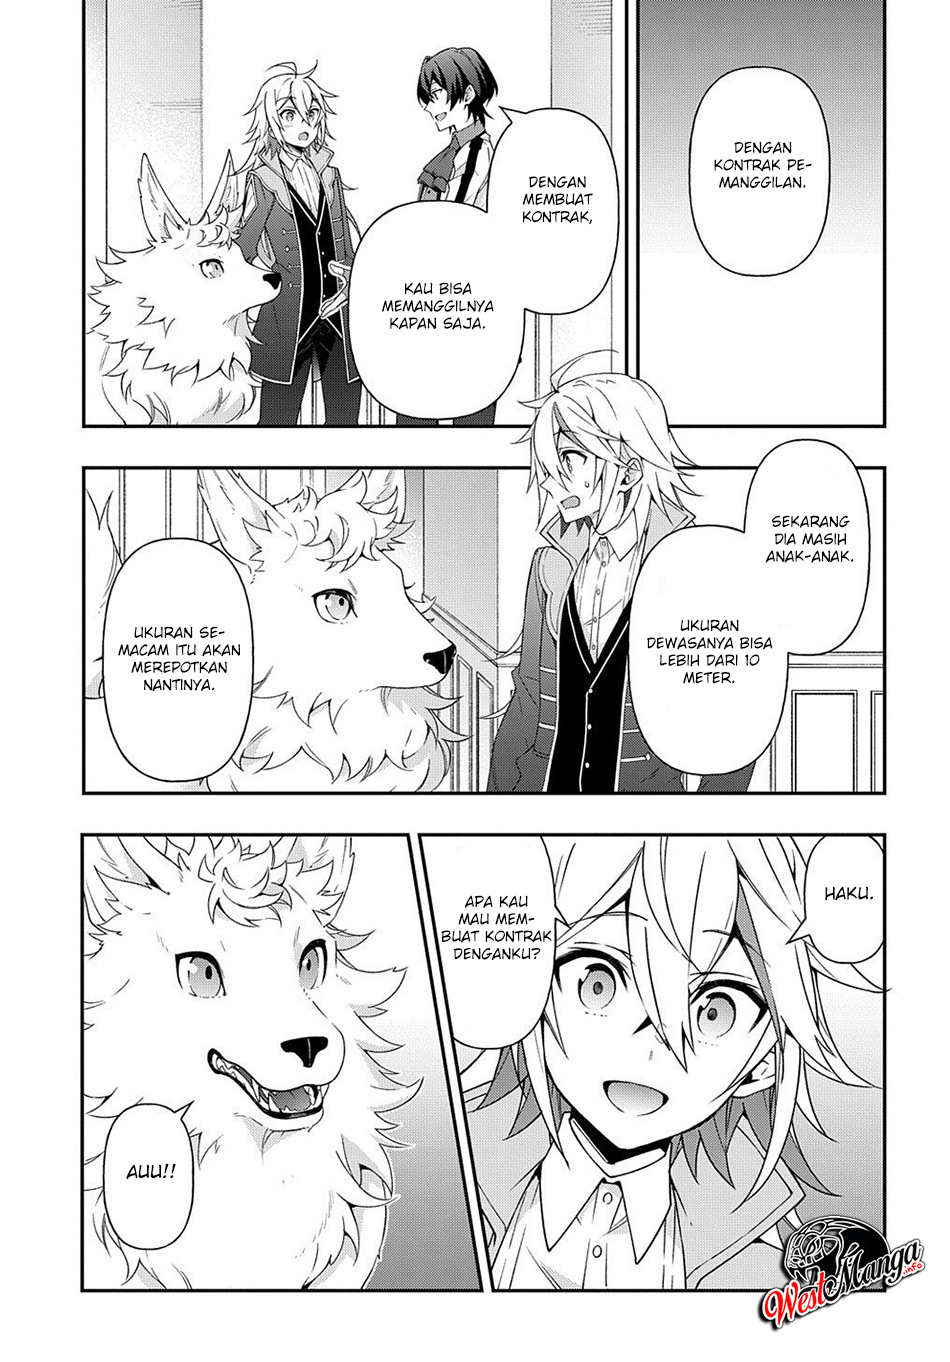 DENGAN
KONTRAK PE-
MANGGILAN.
DENGAN
MEMBUAT
KONTRAK,
KAU BISA
MEMANGGILNYA
KAPAN SAJA.
SEKARANG
DIA MASIH
ANAK-ANAK.
UKURAN
DEWASANYA BISA
LEBIH DARI 10
METER.
UKURAN SE-
MACAM ITU AKAN
MEREPOTKAN
NANTINYA.
HAKU.
APA KAU
MAU MEM-
BUAT KONTRAK
DENGANKU?
AUU!!
WestManga
.info